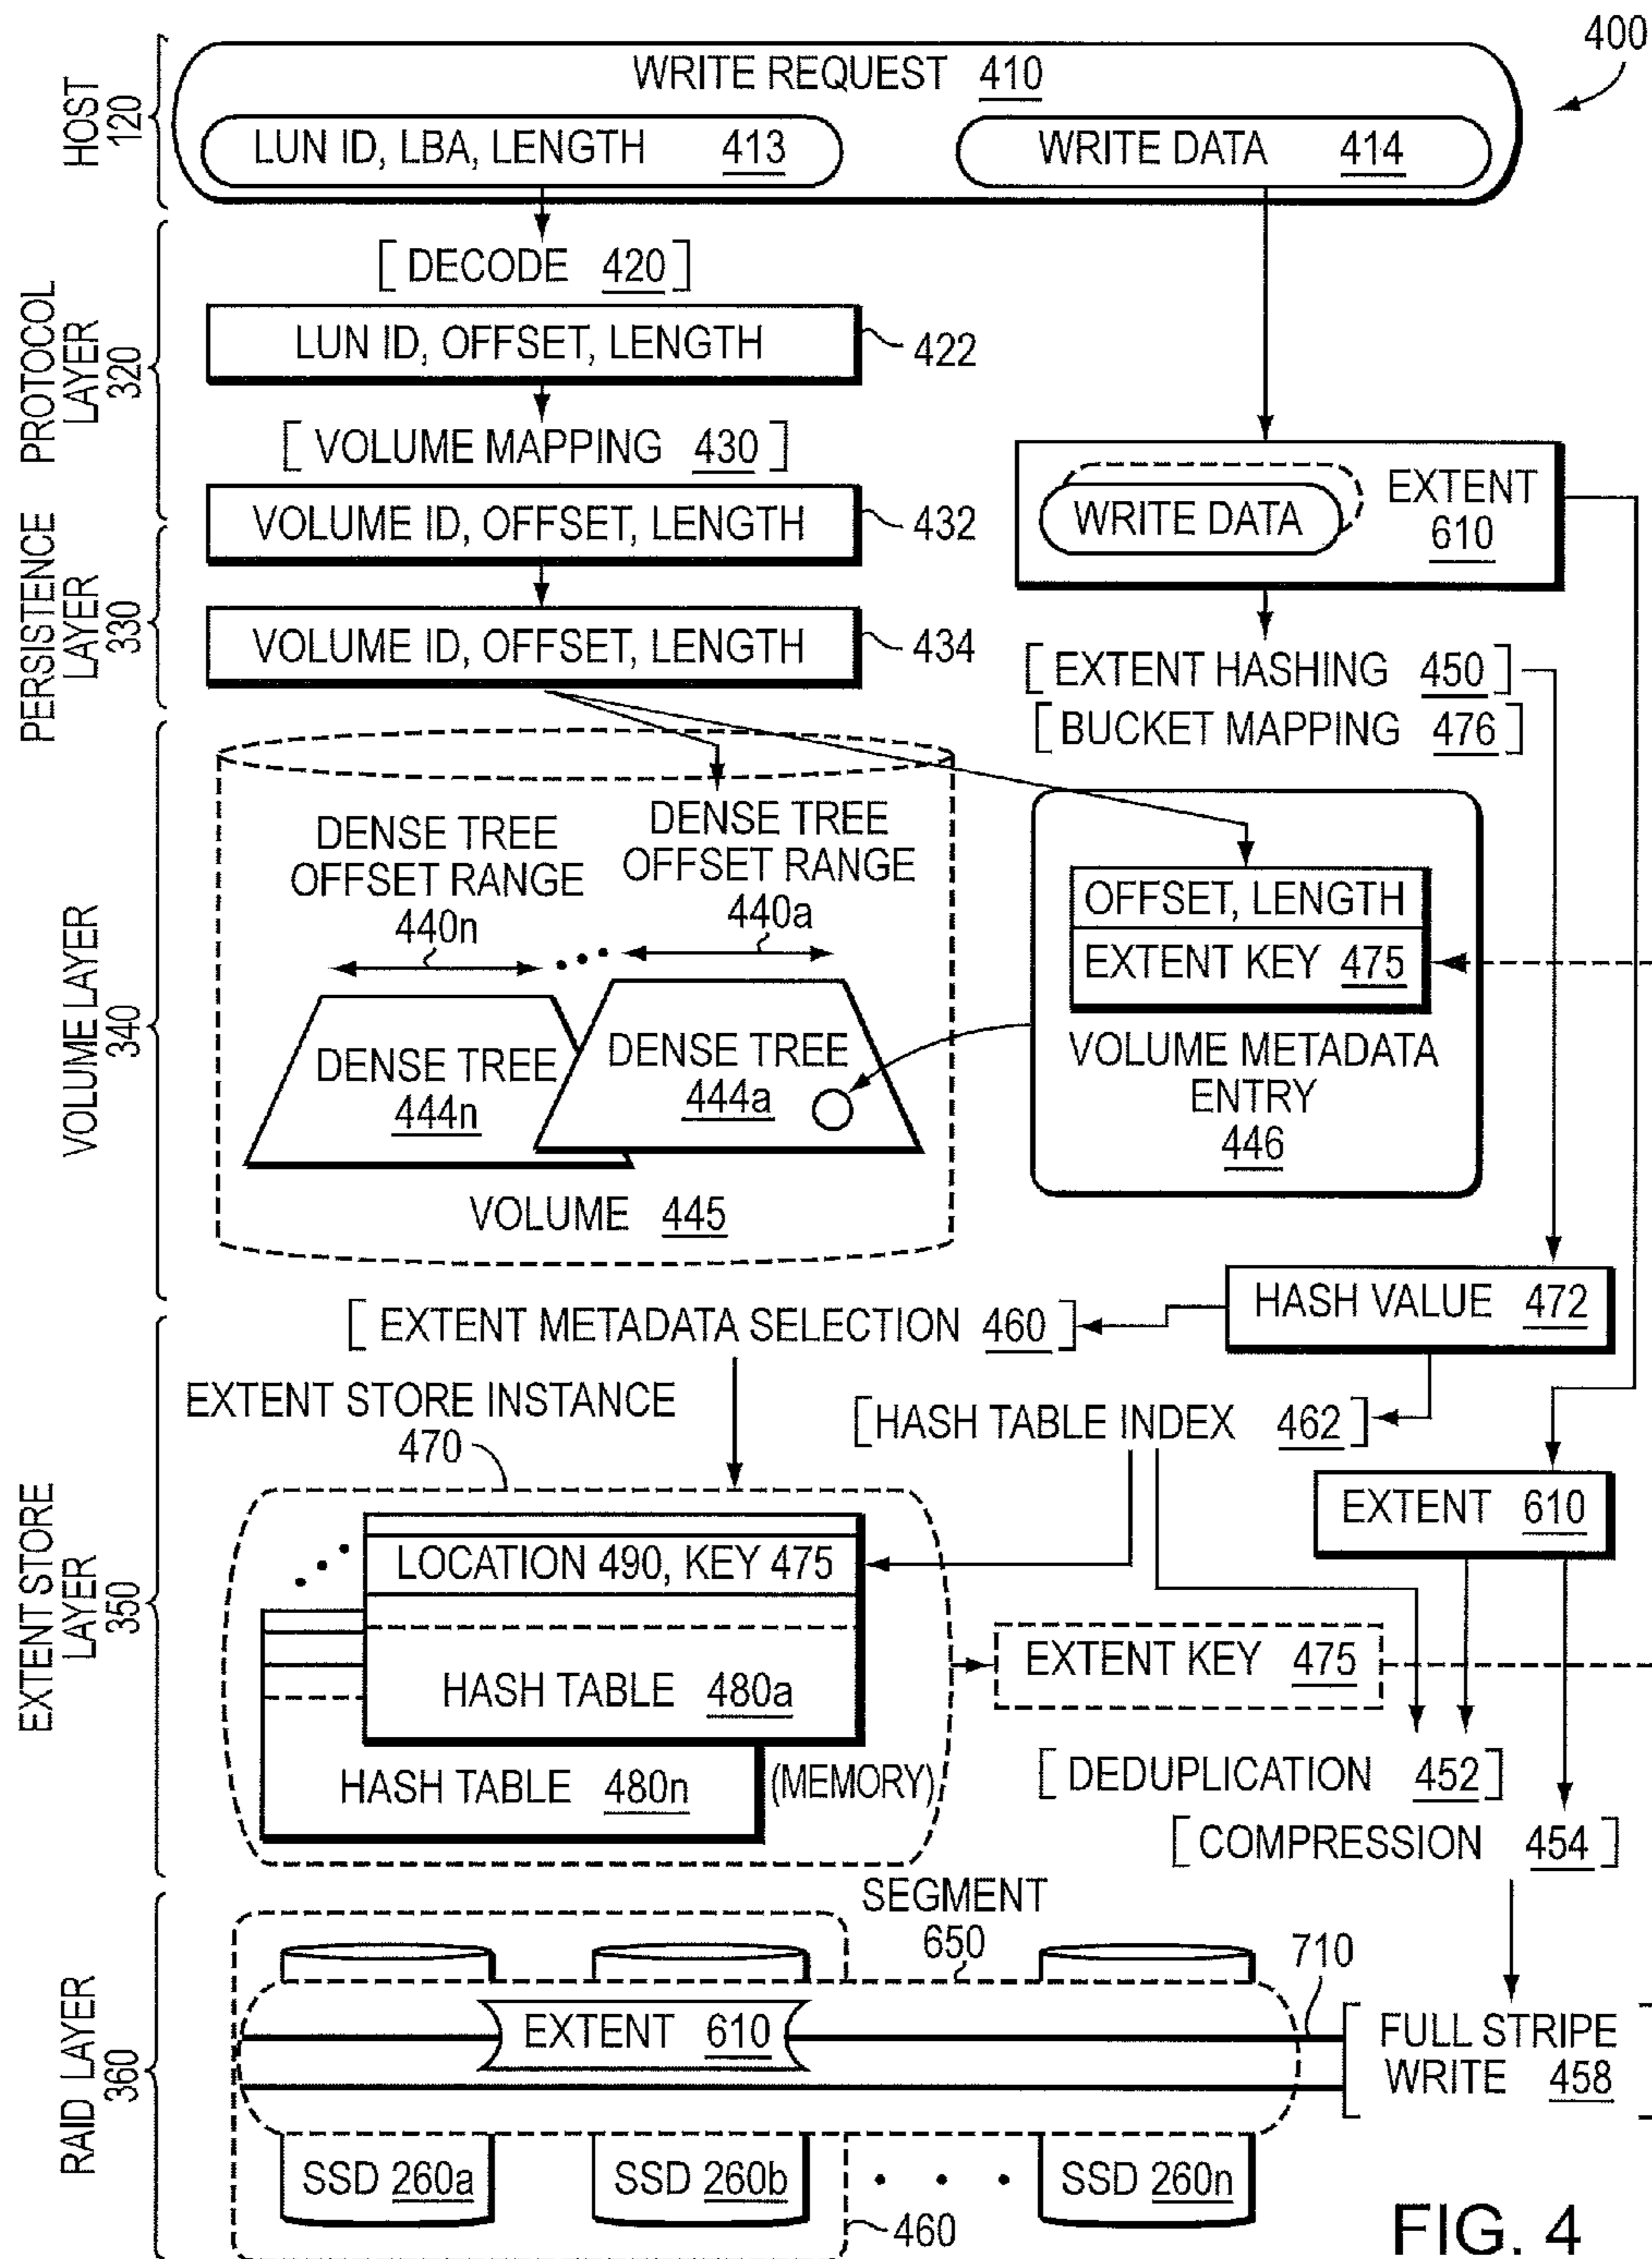 400
HOST
120
WRITE REQUEST 410
LUN ID, LBA, LENGTH 413
WRITE DATA 414
PROTOCOL
LAYER
320
[DECODE 420]
LUN ID, OFFSET, LENGTH
422
[VOLUME MAPPING 430]
VOLUME ID, OFFSET, LENGTH
432
WRITE DATA
EXTENT
610
PERSISTENCE
LAYER
330
VOLUME ID, OFFSET, LENGTH
434
[EXTENT HASHING 450]
[BUCKET MAPPING 476]
VOLUME LAYER
340
DENSE TREE
OFFSET RANGE
440n
DENSE TREE
OFFSET RANGE
440a
DENSE TREE
444n
DENSE TREE
444a
VOLUME 445
OFFSET, LENGTH
EXTENT KEY 475
VOLUME METADATA
ENTRY
446
HASH VALUE 472
EXTENT STORE
LAYER
350
[EXTENT METADATA SELECTION 460]
EXTENT STORE INSTANCE
470
[HASH TABLE INDEX 462]
EXTENT 610
LOCATION 490, KEY 475
HASH TABLE 480a
HASH TABLE 480n
(MEMORY)
EXTENT KEY 475
[DEDUPLICATION 452]
[COMPRESSION 454]
RAID LAYER
360
SEGMENT
650
710
EXTENT 610
[FULL STRIPE
WRITE 458]
SSD 260a
SSD 260b
• • •
SSD 260n
460
FIG. 4